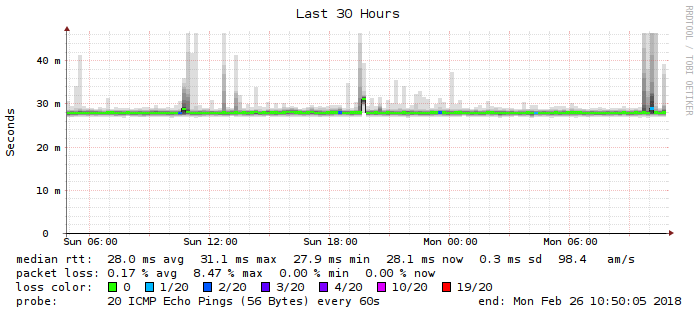 Last 30 Hours
RRDTOOL / TOBI OETIKER
Seconds
40 m
30 m
20 m
10 m
0
Sun 06:00 Sun 12:00 Sun 18:00 Mon 00:00 Mon 06:00
median rtt: 28.0 ms avg 31.1 ms max 27.9 ms min 28.1 ms now 0.3 ms sd 98.4 am/s
packet loss: 0.17 % avg 8.47 % max 0.00 % min 0.00 % now
loss color: 0 1/20 2/20 3/20 4/20 10/20 19/20
probe: 20 ICMP Echo Pings (56 Bytes) every 60s end: Mon Feb 26 10:50:05 2018